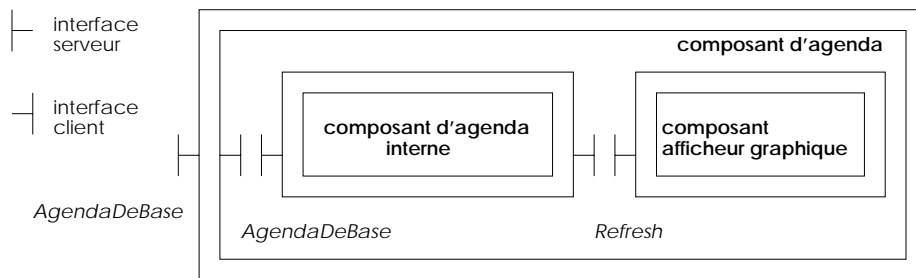 interface
serveur
composant d'agenda
interface
client
composant d'agenda
interne
composant
afficheur graphique
AgendaDeBase
AgendaDeBase
Refresh